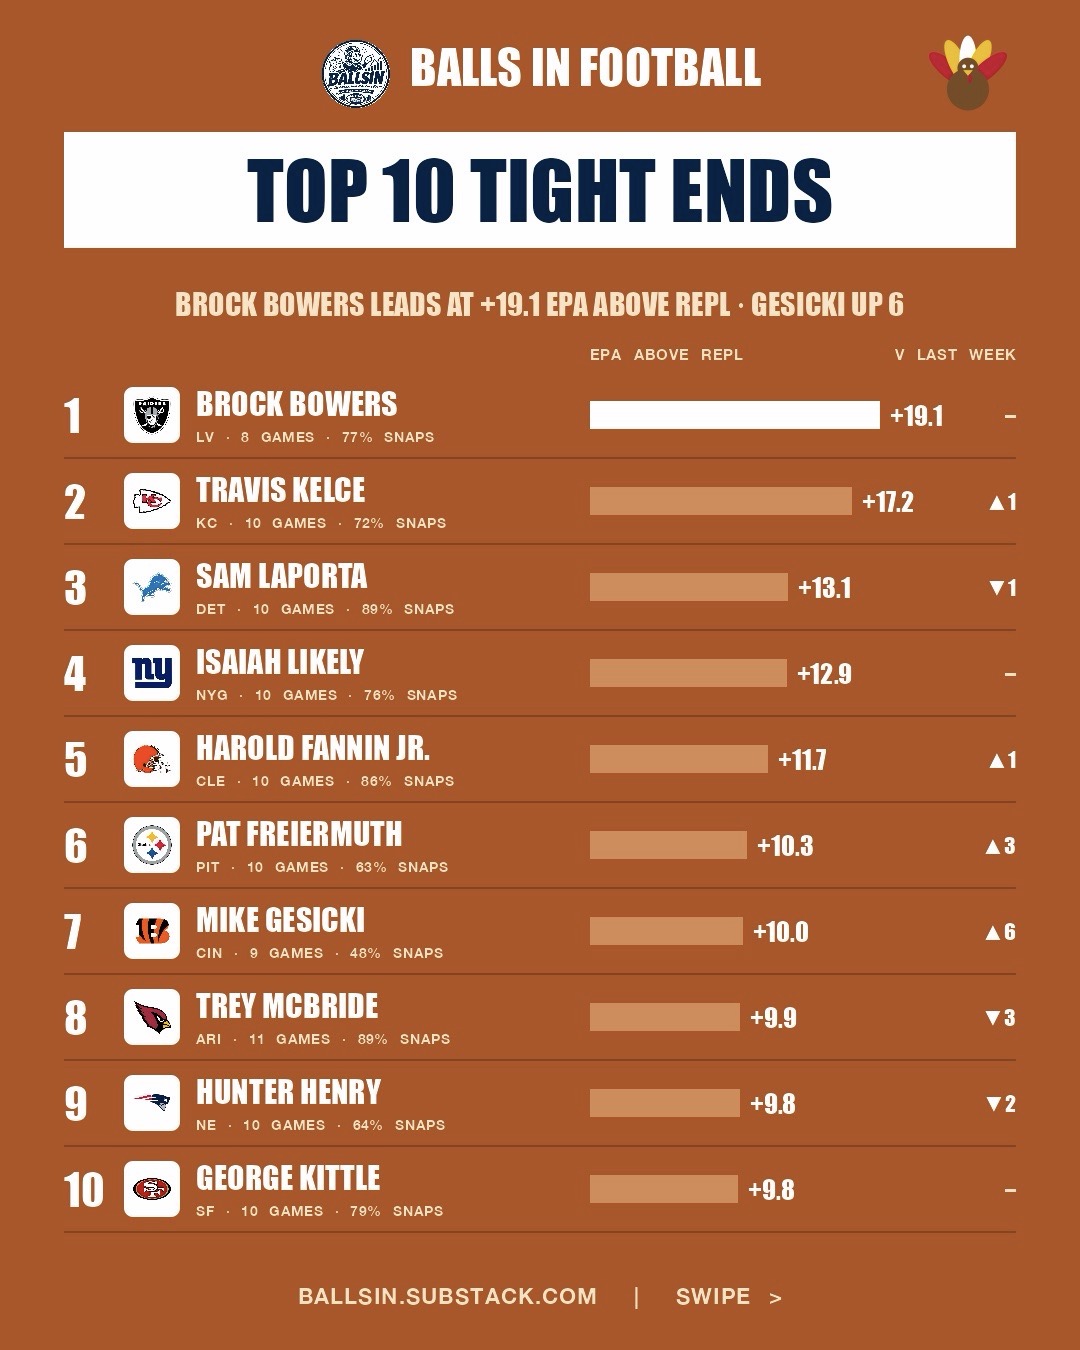 BALLSIN
BALLS IN FOOTBALL
TOP 10 TIGHT ENDS
BROCK BOWERS LEADS AT +19.1 EPA ABOVE REPL · GESICKI UP 6
EPA ABOVE REPL V LAST WEEK
1 RAIDERS BROCK BOWERS +19.1 –
LV · 8 GAMES · 77% SNAPS
2 KC TRAVIS KELCE +17.2 ▲1
KC · 10 GAMES · 72% SNAPS
3 SAM LAPORTA +13.1 ▼1
DET · 10 GAMES · 89% SNAPS
4 ny ISAIAH LIKELY +12.9 –
NYG · 10 GAMES · 76% SNAPS
5 HAROLD FANNIN JR. +11.7 ▲1
CLE · 10 GAMES · 86% SNAPS
6 PAT FREIERMUTH +10.3 ▲3
PIT · 10 GAMES · 63% SNAPS
7 B MIKE GESICKI +10.0 ▲6
CIN · 9 GAMES · 48% SNAPS
8 TREY MCBRIDE +9.9 ▼3
ARI · 11 GAMES · 89% SNAPS
9 HUNTER HENRY +9.8 ▼2
NE · 10 GAMES · 64% SNAPS
10 SF GEORGE KITTLE +9.8 –
SF · 10 GAMES · 79% SNAPS
BALLSIN.SUBSTACK.COM | SWIPE >